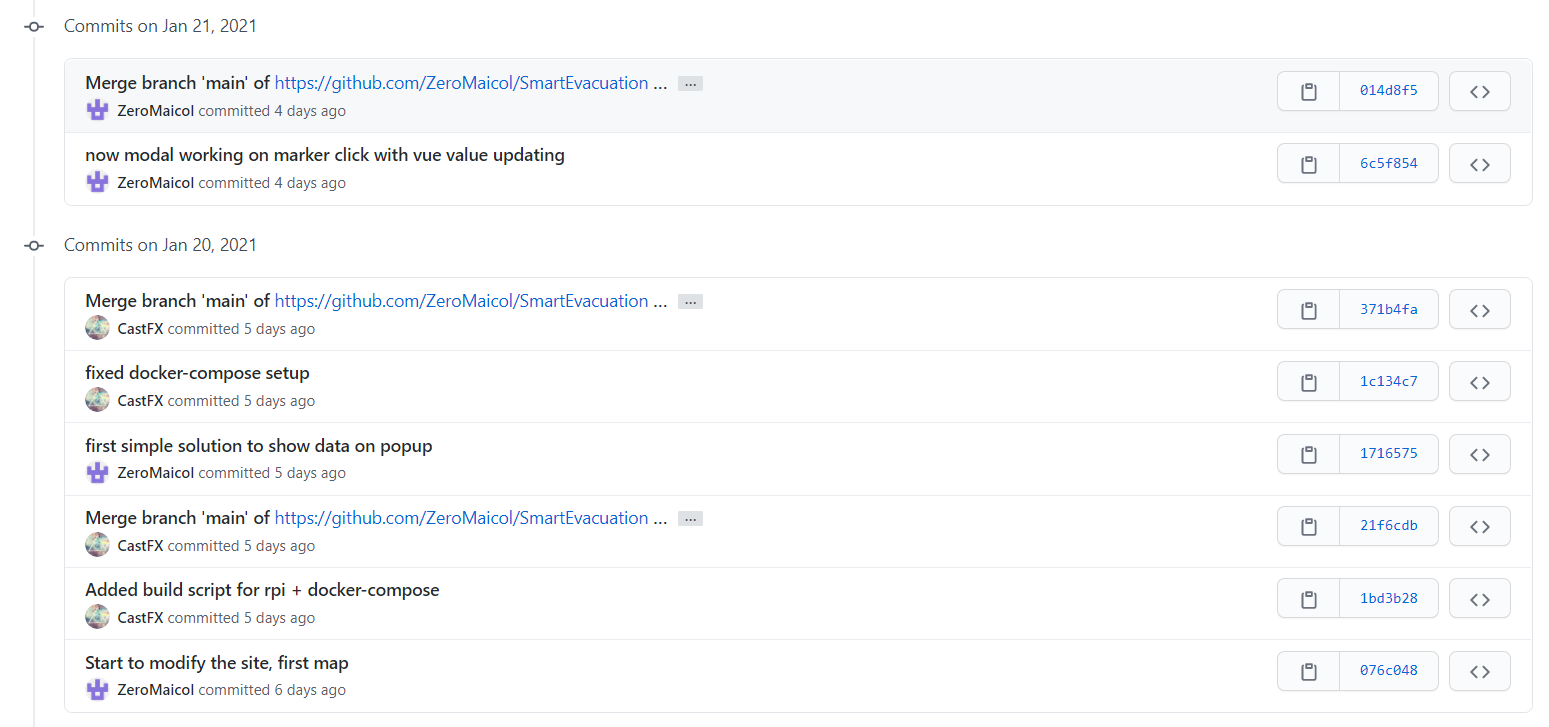 Commits on Jan 21, 2021
Merge branch 'main' of https://github.com/ZeroMaicol/SmartEvacuation ... ...
014d8f5
ZeroMaicol committed 4 days ago
now modal working on marker click with vue value updating
6c5f854
ZeroMaicol committed 4 days ago
Commits on Jan 20, 2021
Merge branch 'main' of https://github.com/ZeroMaicol/SmartEvacuation ... ...
371b4fa
CastFX committed 5 days ago
fixed docker-compose setup
1c134c7
CastFX committed 5 days ago
first simple solution to show data on popup
1716575
ZeroMaicol committed 5 days ago
Merge branch 'main' of https://github.com/ZeroMaicol/SmartEvacuation ... ...
21f6cdb
CastFX committed 5 days ago
Added build script for rpi + docker-compose
1bd3b28
CastFX committed 5 days ago
Start to modify the site, first map
076c048
ZeroMaicol committed 6 days ago